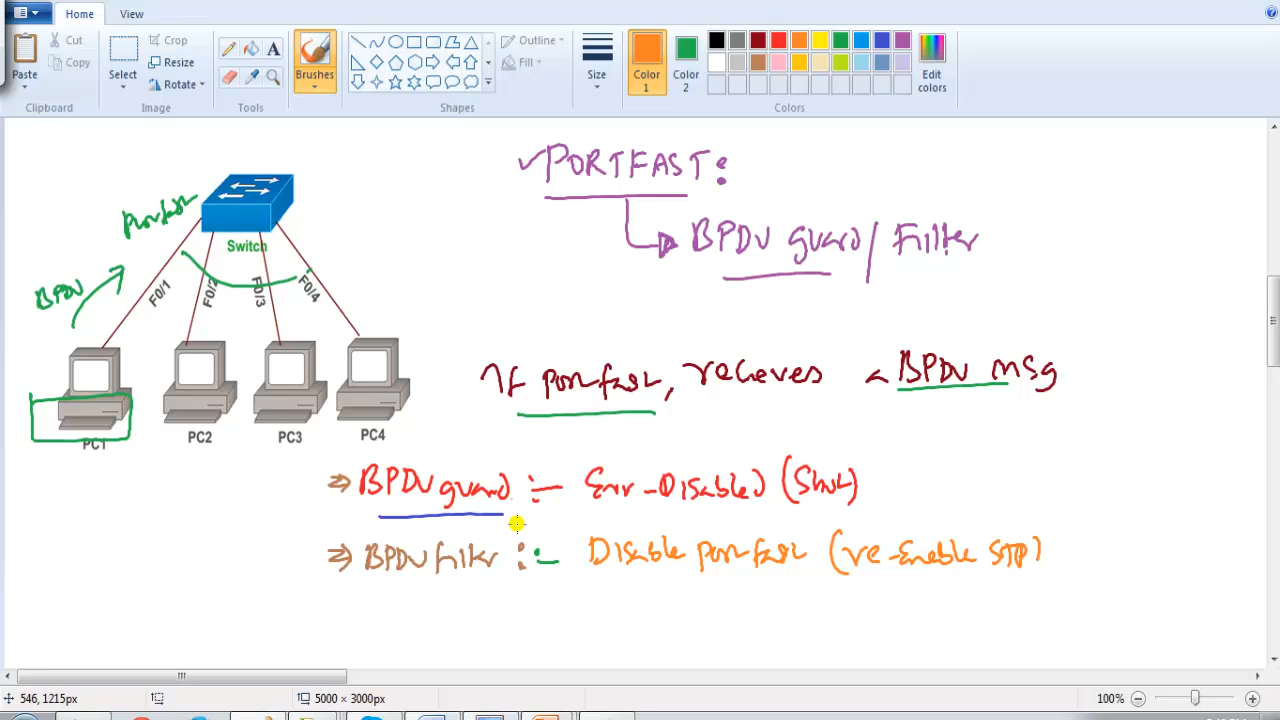 Home View
Paste
Cut
Copy
Clipboard
Select
Crop
Resize
Rotate
Image
Tools
Brushes
Shapes
Outline
Fill
Size
Color 1
Color 2
Edit colors
Colors
✓PORTFAST:
BPDU guard/ Filter
Portfast
Switch
BPDU
F0/1
F0/2
F0/3
F0/4
If portfast, recieves a BPDU msg
PC1
PC2
PC3
PC4
⇒ BPDU guard :- Err-Disabled (Shut)
⇒ BPDU filter :- Disable portfast (re-Enable STP)
546, 1215px
5000 × 3000px
100%